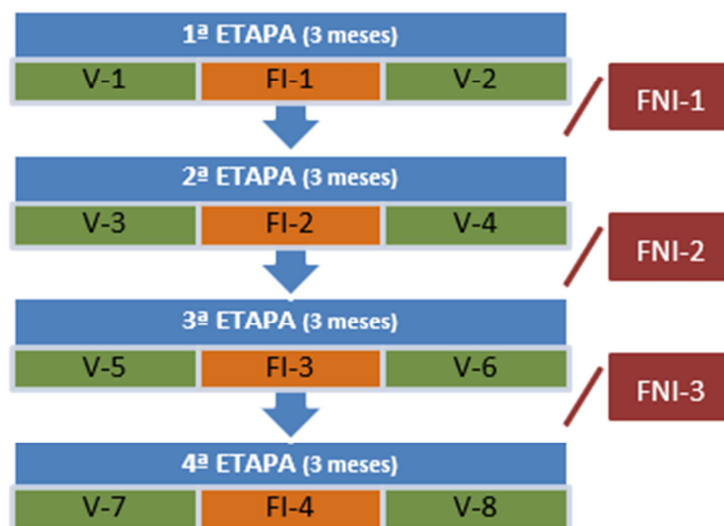 1ª ETAPA (3 meses)
V-1 FI-1 V-2
FNI-1
2ª ETAPA (3 meses)
V-3 FI-2 V-4
FNI-2
3ª ETAPA (3 meses)
V-5 FI-3 V-6
FNI-3
4ª ETAPA (3 meses)
V-7 FI-4 V-8